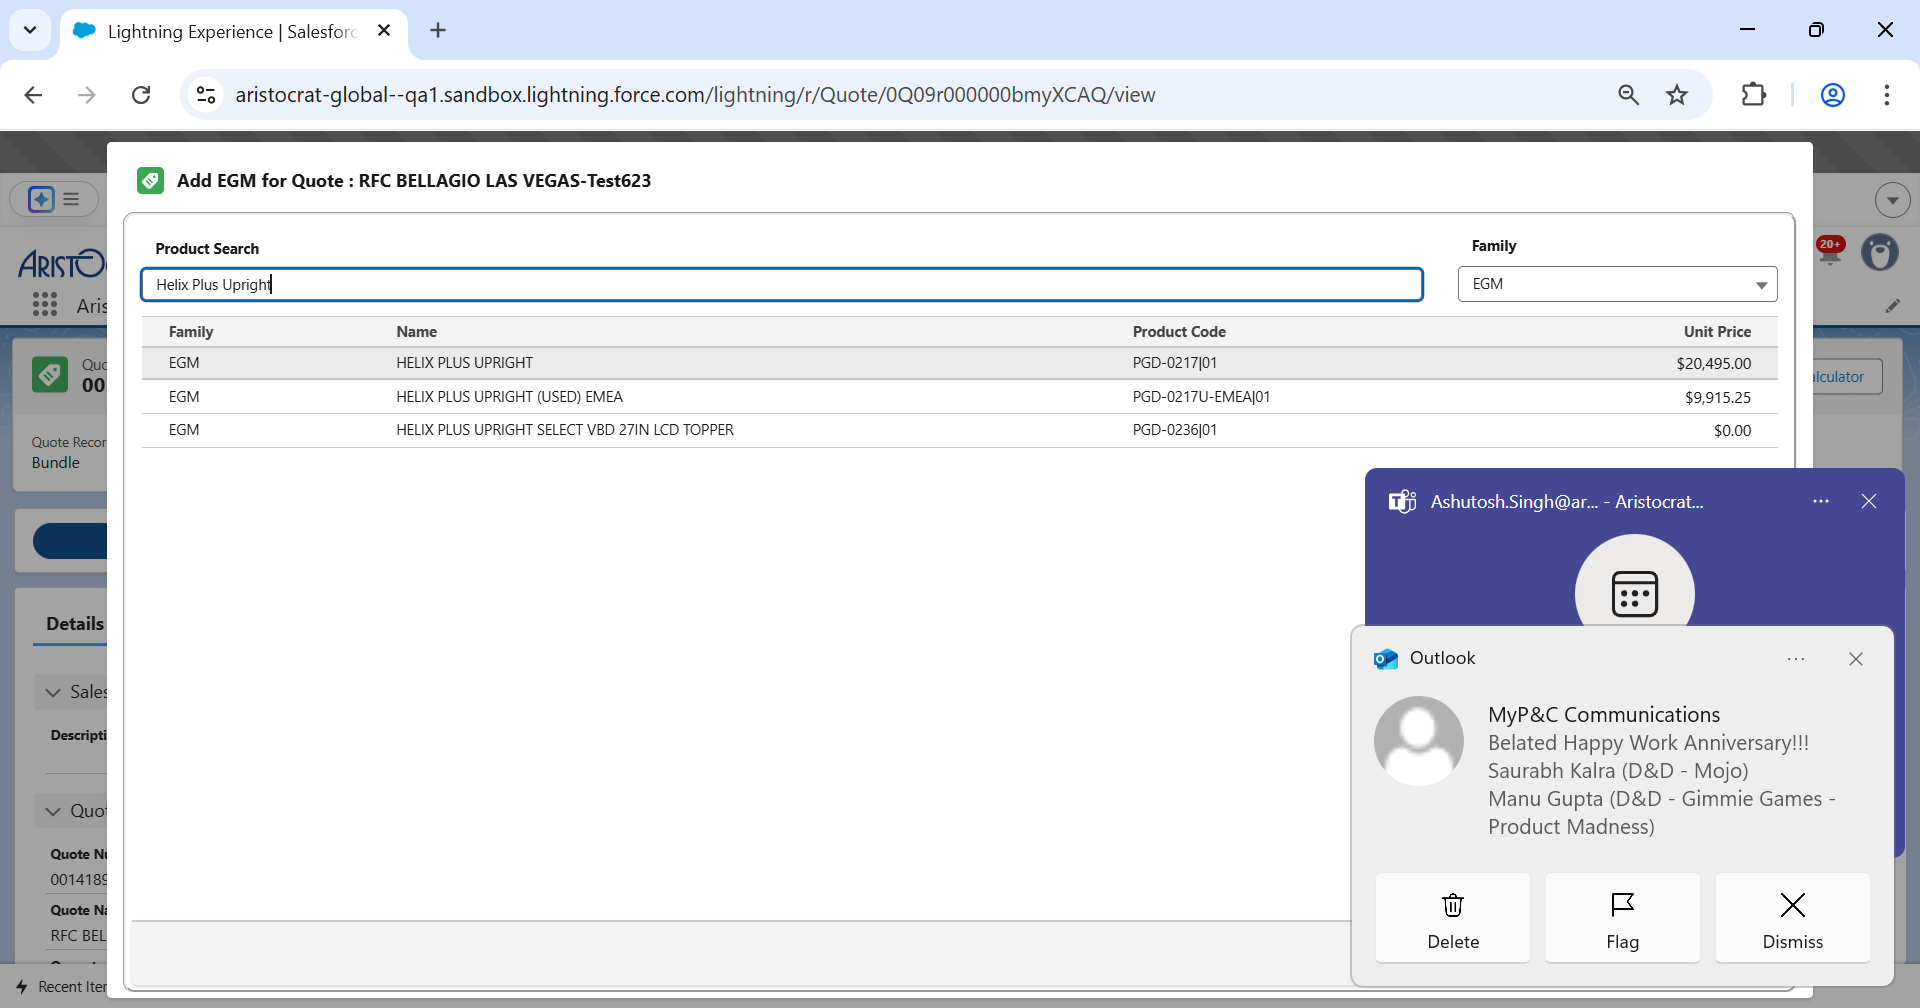 Lightning Experience | Salesforc
aristocrat-global--qa1.sandbox.lightning.force.com/lightning/r/Quote/0Q09r000000bmyXCAQ/view
Add EGM for Quote : RFC BELLAGIO LAS VEGAS-Test623
Product Search
Family
Helix Plus Upright
EGM
Family Name Product Code Unit Price
EGM HELIX PLUS UPRIGHT PGD-0217|01 $20,495.00
EGM HELIX PLUS UPRIGHT (USED) EMEA PGD-0217U-EMEA|01 $9,915.25
EGM HELIX PLUS UPRIGHT SELECT VBD 27IN LCD TOPPER PGD-0236|01 $0.00
ARISTO
Aris
20+
Quo
00
alculator
Quote Recor
Bundle
Details
Sales
Descripti
Quot
Quote Nu
0014189
Quote Na
RFC BEL
Recent Iter
Ashutosh.Singh@ar... - Aristocrat...
Outlook
MyP&C Communications
Belated Happy Work Anniversary!!!
Saurabh Kalra (D&D - Mojo)
Manu Gupta (D&D - Gimmie Games -
Product Madness)
Delete
Flag
Dismiss